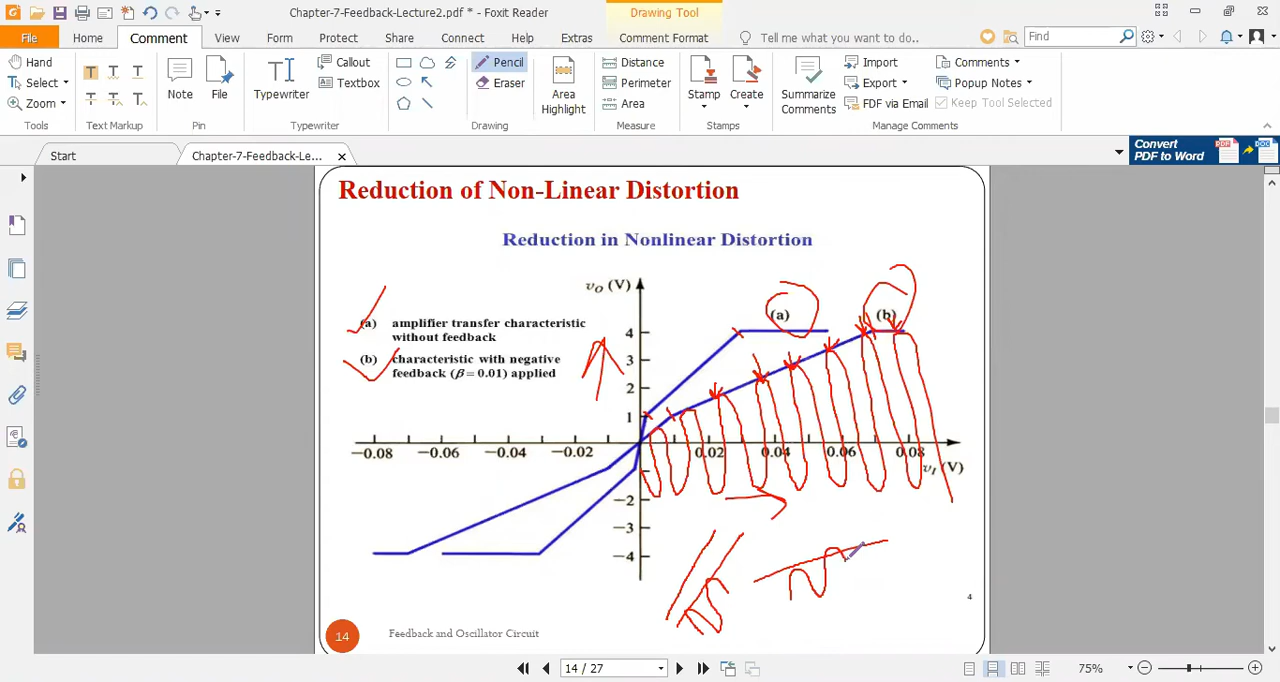 Chapter-7-Feedback-Lecture2.pdf * - Foxit Reader
Drawing Tool
File Home Comment View Form Protect Share Connect Help Extras Comment Format Tell me what you want to do... Find
Hand
Select
Zoom
Tools
Text Markup
Note
File
Pin
Typewriter
Callout
Textbox
Typewriter
Pencil
Eraser
Drawing
Area Highlight
Distance
Perimeter
Area
Measure
Stamp
Create
Stamps
Summarize Comments
Import
Export
FDF via Email
Comments
Popup Notes
Keep Tool Selected
Manage Comments
Start
Chapter-7-Feedback-Le...
Convert
PDF to Word
Reduction of Non-Linear Distortion
Reduction in Nonlinear Distortion
vO (V)
(a) amplifier transfer characteristic
without feedback
(b) characteristic with negative
feedback (β = 0.01) applied
(a)
(b)
4
3
2
1
−0.08 −0.06 −0.04 −0.02 0.02 0.04 0.06 0.08
vI (V)
−2
−3
−4
4
14 Feedback and Oscillator Circuit
14 / 27
75%